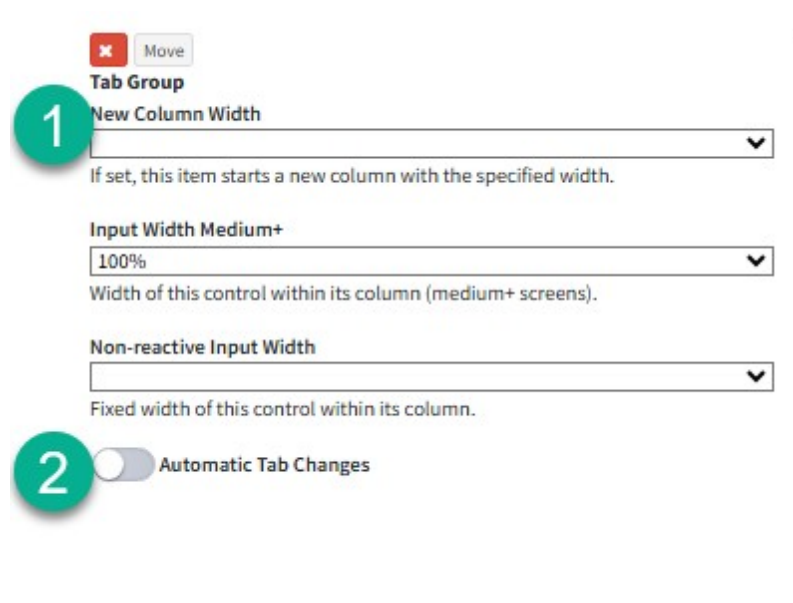 Move
Tab Group
1
New Column Width
If set, this item starts a new column with the specified width.
Input Width Medium+
100%
Width of this control within its column (medium+ screens).
Non-reactive Input Width
Fixed width of this control within its column.
2
Automatic Tab Changes